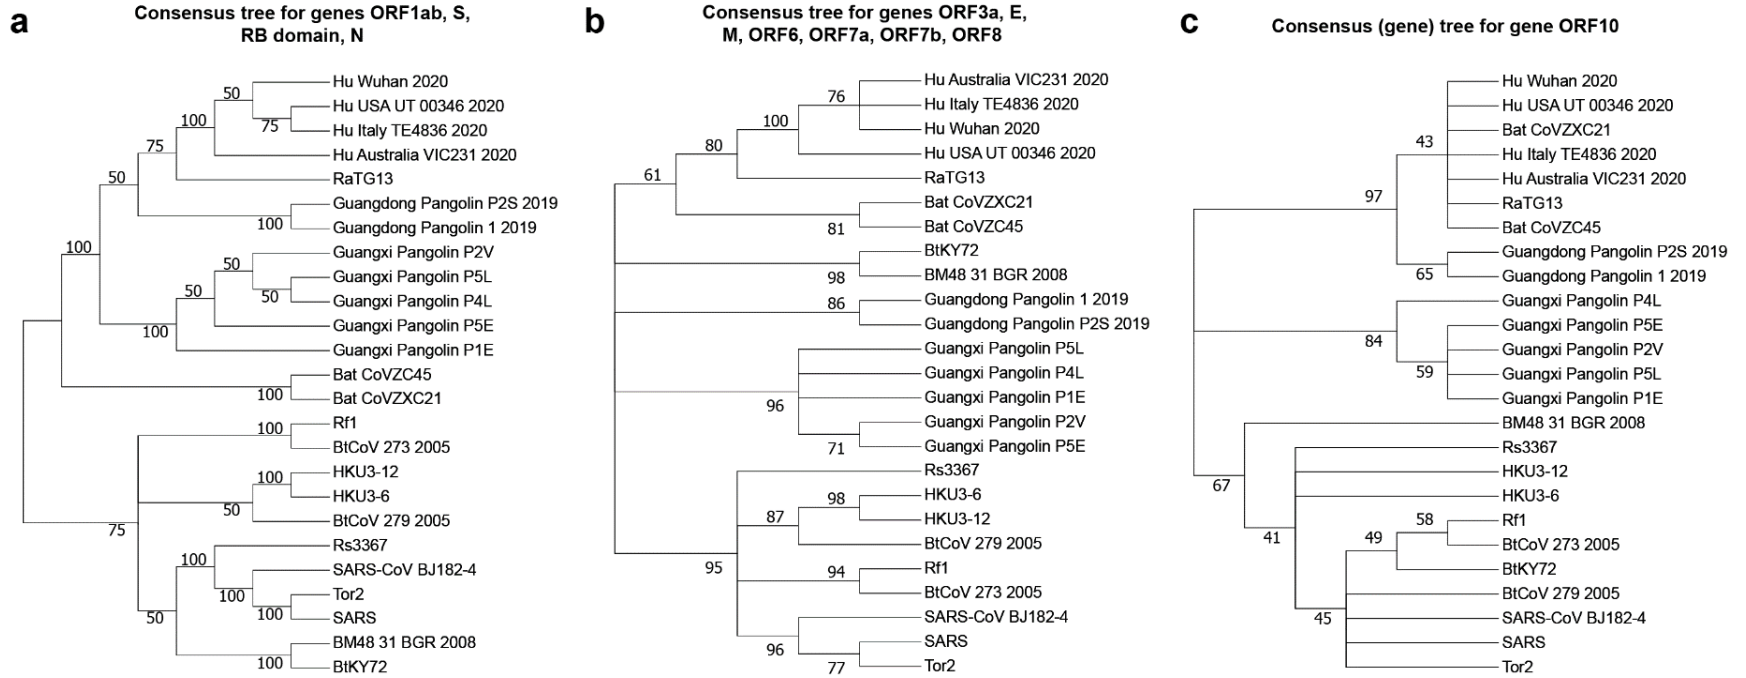 a
Consensus tree for genes ORF1ab, S,
RB domain, N
50
75
100
75
50
100
100
50
50
50
100
100
100
100
50
75
100
100
100
50
100
Hu Wuhan 2020
Hu USA UT 00346 2020
Hu Italy TE4836 2020
Hu Australia VIC231 2020
RaTG13
Guangdong Pangolin P2S 2019
Guangdong Pangolin 1 2019
Guangxi Pangolin P2V
Guangxi Pangolin P5L
Guangxi Pangolin P4L
Guangxi Pangolin P5E
Guangxi Pangolin P1E
Bat CoVZC45
Bat CoVZXC21
Rf1
BtCoV 273 2005
HKU3-12
HKU3-6
BtCoV 279 2005
Rs3367
SARS-CoV BJ182-4
Tor2
SARS
BM48 31 BGR 2008
BtKY72
b
Consensus tree for genes ORF3a, E,
M, ORF6, ORF7a, ORF7b, ORF8
76
100
80
61
81
98
86
96
71
98
87
95
94
96
77
Hu Australia VIC231 2020
Hu Italy TE4836 2020
Hu Wuhan 2020
Hu USA UT 00346 2020
RaTG13
Bat CoVZXC21
Bat CoVZC45
BtKY72
BM48 31 BGR 2008
Guangdong Pangolin 1 2019
Guangdong Pangolin P2S 2019
Guangxi Pangolin P5L
Guangxi Pangolin P4L
Guangxi Pangolin P1E
Guangxi Pangolin P2V
Guangxi Pangolin P5E
Rs3367
HKU3-6
HKU3-12
BtCoV 279 2005
Rf1
BtCoV 273 2005
SARS-CoV BJ182-4
SARS
Tor2
c
Consensus (gene) tree for gene ORF10
43
97
65
84
59
67
41
58
49
45
Hu Wuhan 2020
Hu USA UT 00346 2020
Bat CoVZXC21
Hu Italy TE4836 2020
Hu Australia VIC231 2020
RaTG13
Bat CoVZC45
Guangdong Pangolin P2S 2019
Guangdong Pangolin 1 2019
Guangxi Pangolin P4L
Guangxi Pangolin P5E
Guangxi Pangolin P2V
Guangxi Pangolin P5L
Guangxi Pangolin P1E
BM48 31 BGR 2008
Rs3367
HKU3-12
HKU3-6
Rf1
BtCoV 273 2005
BtKY72
BtCoV 279 2005
SARS-CoV BJ182-4
SARS
Tor2